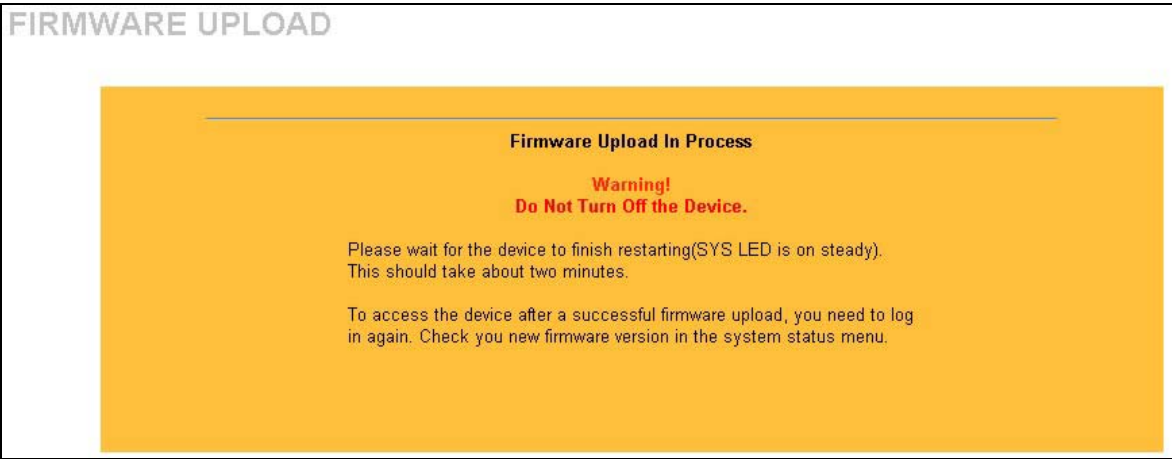 FIRMWARE UPLOAD
Firmware Upload In Process
Warning!
Do Not Turn Off the Device.
Please wait for the device to finish restarting(SYS LED is on steady).
This should take about two minutes.
To access the device after a successful firmware upload, you need to log
in again. Check you new firmware version in the system status menu.